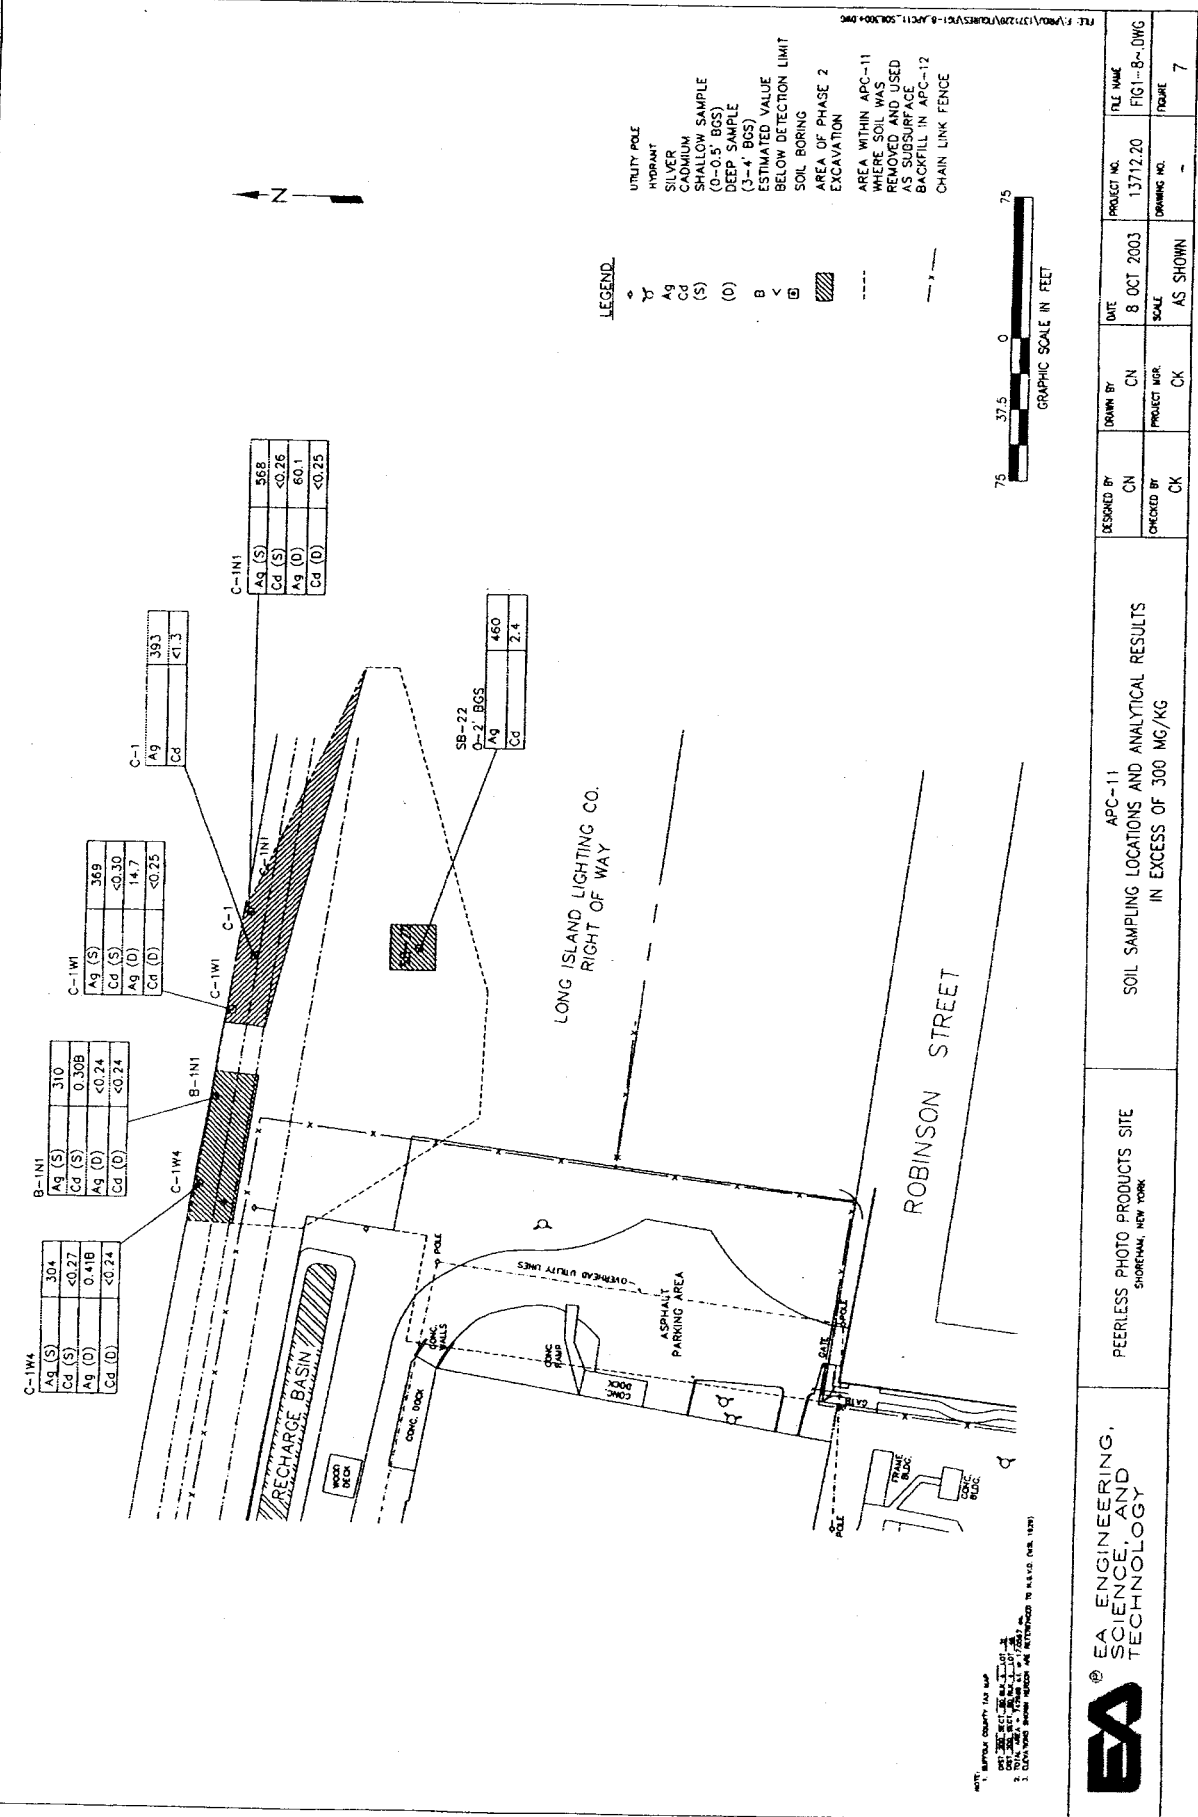 C-1W4
Ag (S) 304
Cd (S) <0.27
Ag (D) 0.41B
Cd (D) <0.24
B-1N1
Ag (S) 310
Cd (S) 0.30B
Ag (D) <0.24
Cd (D) <0.24
C-1W1
Ag (S) 369
Cd (S) <0.30
Ag (D) 14.7
Cd (D) <0.25
C-1
Ag 393
Cd <1.3
C-1N1
Ag (S) 568
Cd (S) <0.26
Ag (D) 60.1
Cd (D) <0.25
SB-22
0-2' BGS
Ag 460
Cd 2.4
C-1W4
B-1N1
C-1W1
C-1
C-1N1
N
RECHARGE BASIN
WOOD
DECK
CONC. DOCK
CONC.
WALLS
POLE
OVERHEAD UTILITY LINES
CONC
RAMP
CONC
DOCK
ASPHALT
PARKING AREA
GATE
POLE
GATE
POLE
FRAME
BLDG.
CONC.
BLDG.
LONG ISLAND LIGHTING CO.
RIGHT OF WAY
ROBINSON STREET
LEGEND
UTILITY POLE
HYDRANT
Ag SILVER
Cd CADMIUM
(S) SHALLOW SAMPLE
(0-0.5' BGS)
(D) DEEP SAMPLE
(3-4' BGS)
B ESTIMATED VALUE
< BELOW DETECTION LIMIT
SOIL BORING
AREA OF PHASE 2
EXCAVATION
AREA WITHIN APC-11
WHERE SOIL WAS
REMOVED AND USED
AS SUBSURFACE
BACKFILL IN APC-12
CHAIN LINK FENCE
75 37.5 0 75
GRAPHIC SCALE IN FEET
NOTE:
1. SUFFOLK COUNTY TAX MAP
EA® ENGINEERING,
SCIENCE, AND
TECHNOLOGY
PEERLESS PHOTO PRODUCTS SITE
SHOREHAM, NEW YORK
APC-11
SOIL SAMPLING LOCATIONS AND ANALYTICAL RESULTS
IN EXCESS OF 300 MG/KG
DESIGNED BY CN
DRAWN BY CN
DATE 8 OCT 2003
PROJECT NO. 13712.20
FILE NAME FIG1-8~.DWG
CHECKED BY CK
PROJECT MGR. CK
SCALE AS SHOWN
DRAWING NO. -
FIGURE 7